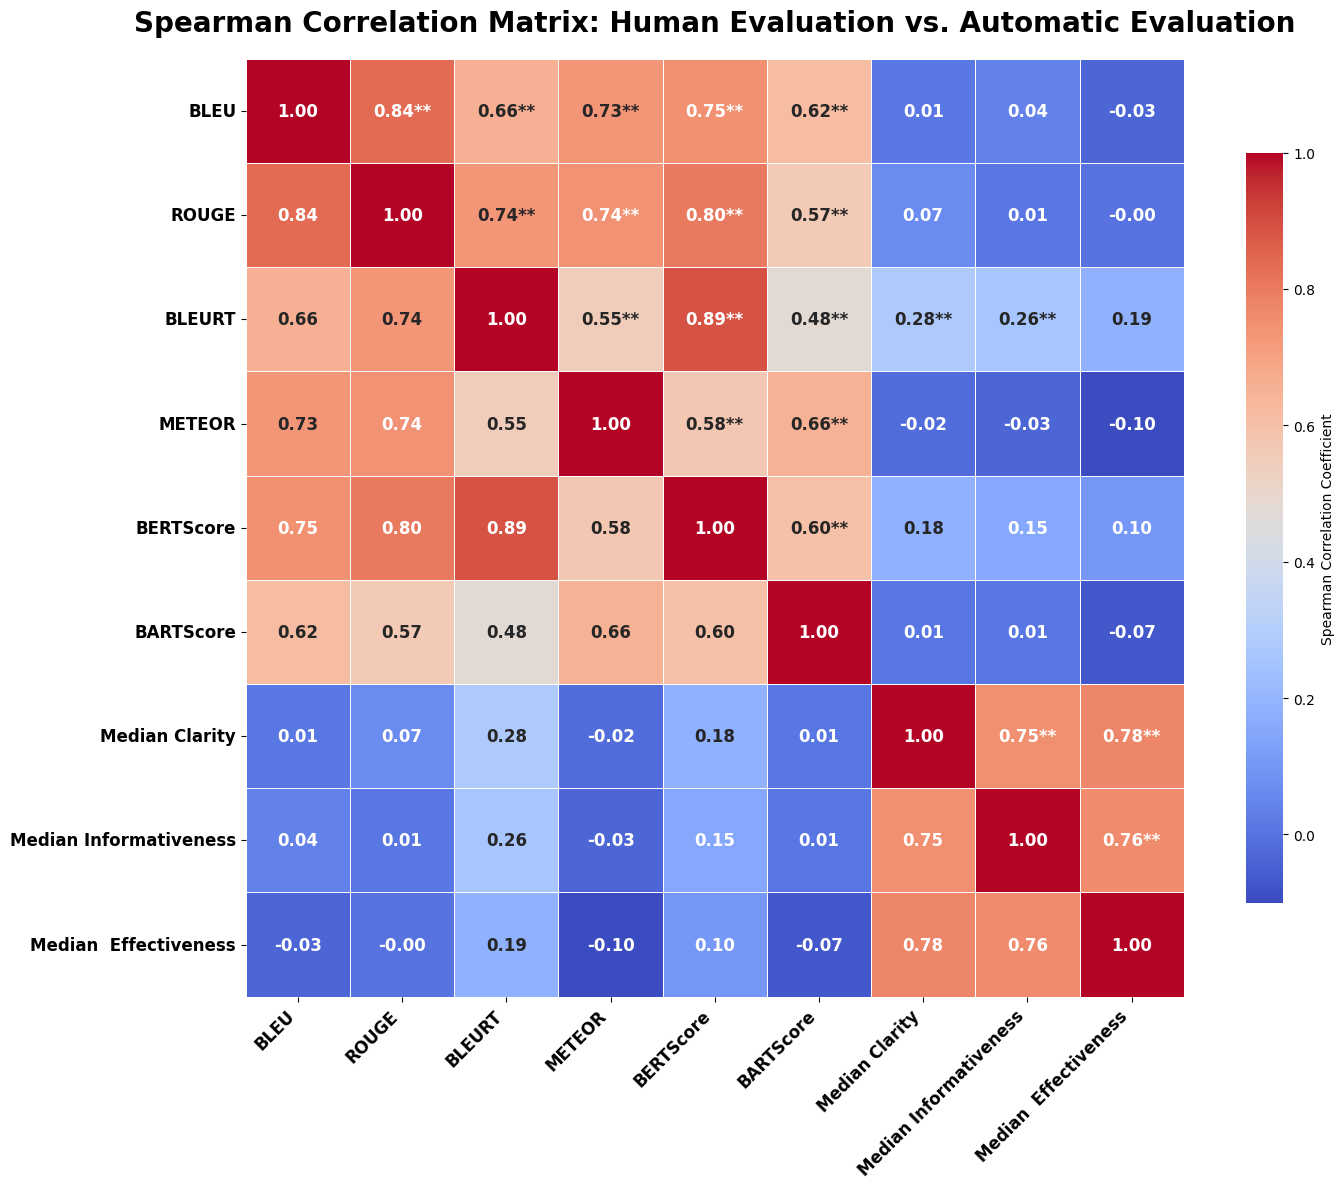 Spearman Correlation Matrix: Human Evaluation vs. Automatic Evaluation
BLEU 1.00 0.84** 0.66** 0.73** 0.75** 0.62** 0.01 0.04 -0.03
ROUGE 0.84 1.00 0.74** 0.74** 0.80** 0.57** 0.07 0.01 -0.00
BLEURT 0.66 0.74 1.00 0.55** 0.89** 0.48** 0.28** 0.26** 0.19
METEOR 0.73 0.74 0.55 1.00 0.58** 0.66** -0.02 -0.03 -0.10
BERTScore 0.75 0.80 0.89 0.58 1.00 0.60** 0.18 0.15 0.10
BARTScore 0.62 0.57 0.48 0.66 0.60 1.00 0.01 0.01 -0.07
Median Clarity 0.01 0.07 0.28 -0.02 0.18 0.01 1.00 0.75** 0.78**
Median Informativeness 0.04 0.01 0.26 -0.03 0.15 0.01 0.75 1.00 0.76**
Median  Effectiveness -0.03 -0.00 0.19 -0.10 0.10 -0.07 0.78 0.76 1.00
BLEU
ROUGE
BLEURT
METEOR
BERTScore
BARTScore
Median Clarity
Median Informativeness
Median  Effectiveness
1.0
0.8
0.6
0.4
0.2
0.0
Spearman Correlation Coefficient